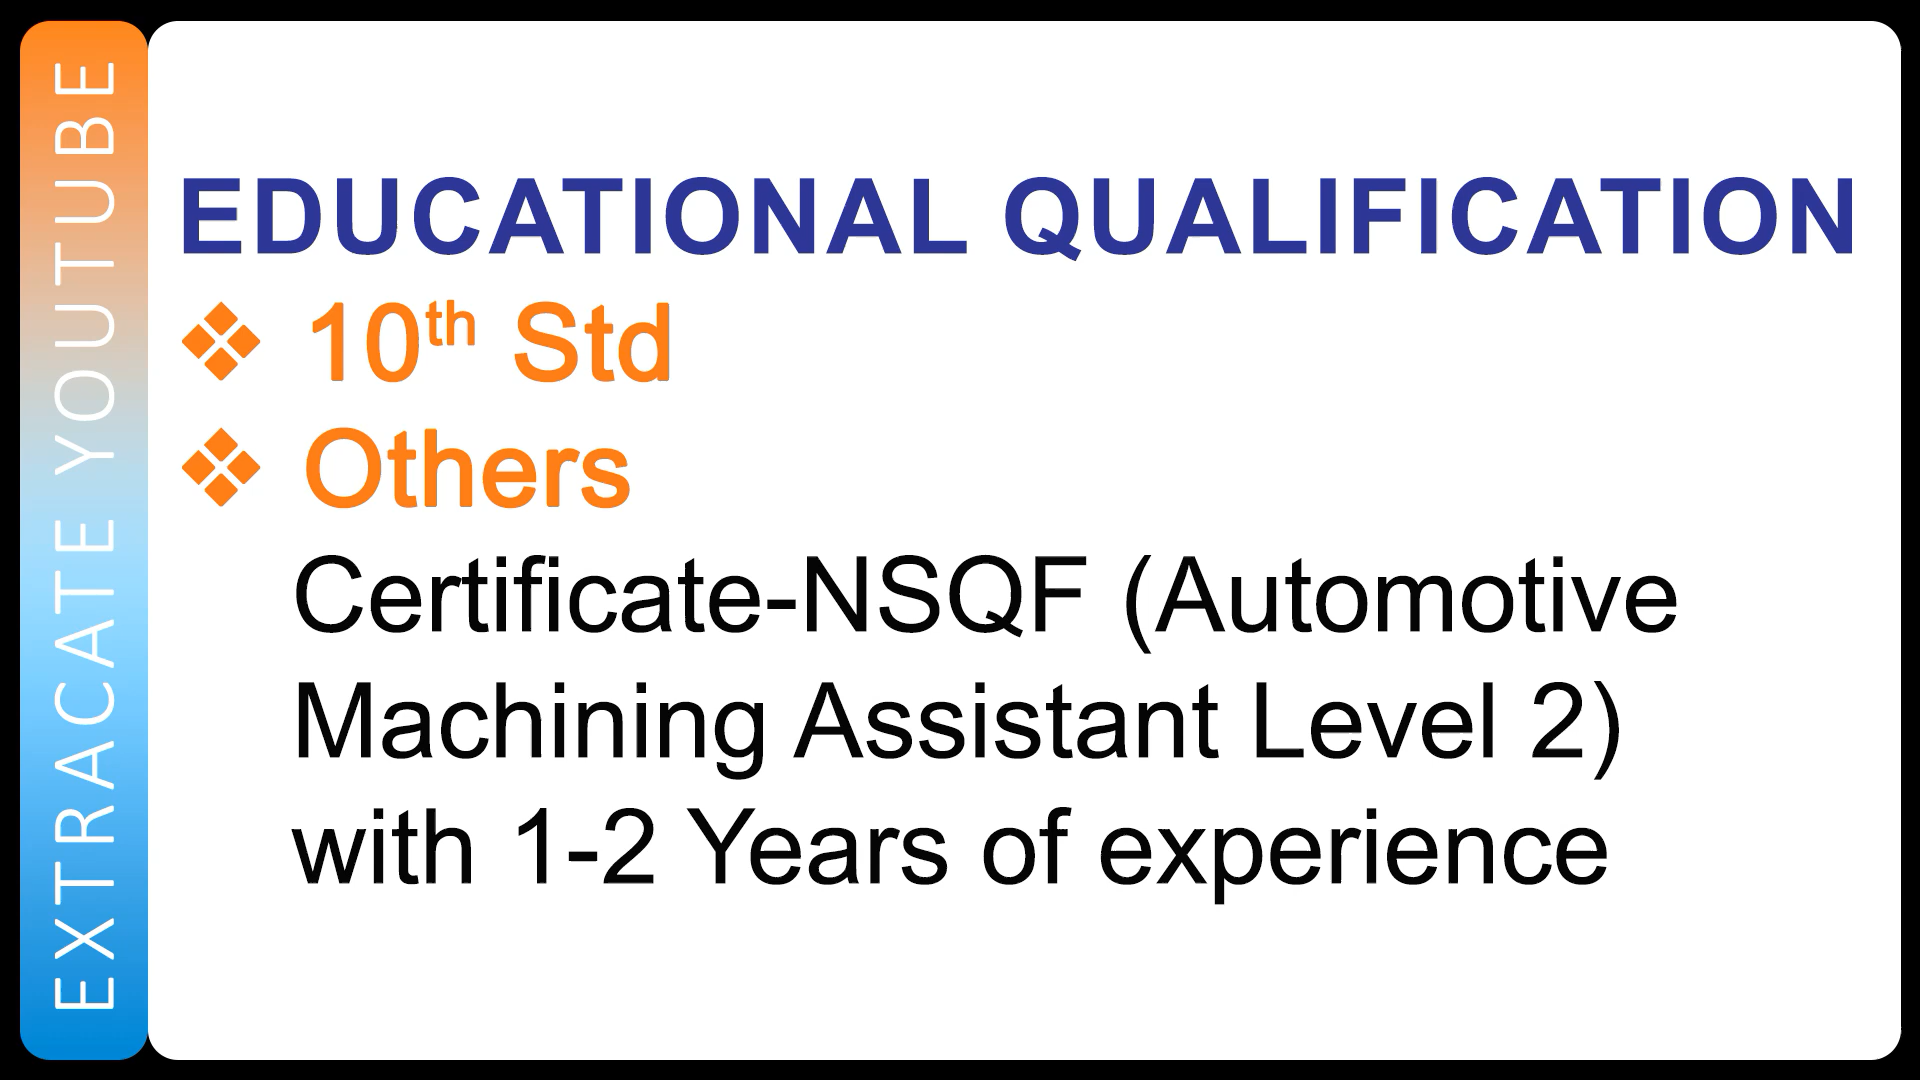 EXTRACATE YOUTUBE
EDUCATIONAL QUALIFICATION
❖ 10th Std
❖ Others
Certificate-NSQF (Automotive
Machining Assistant Level 2)
with 1-2 Years of experience